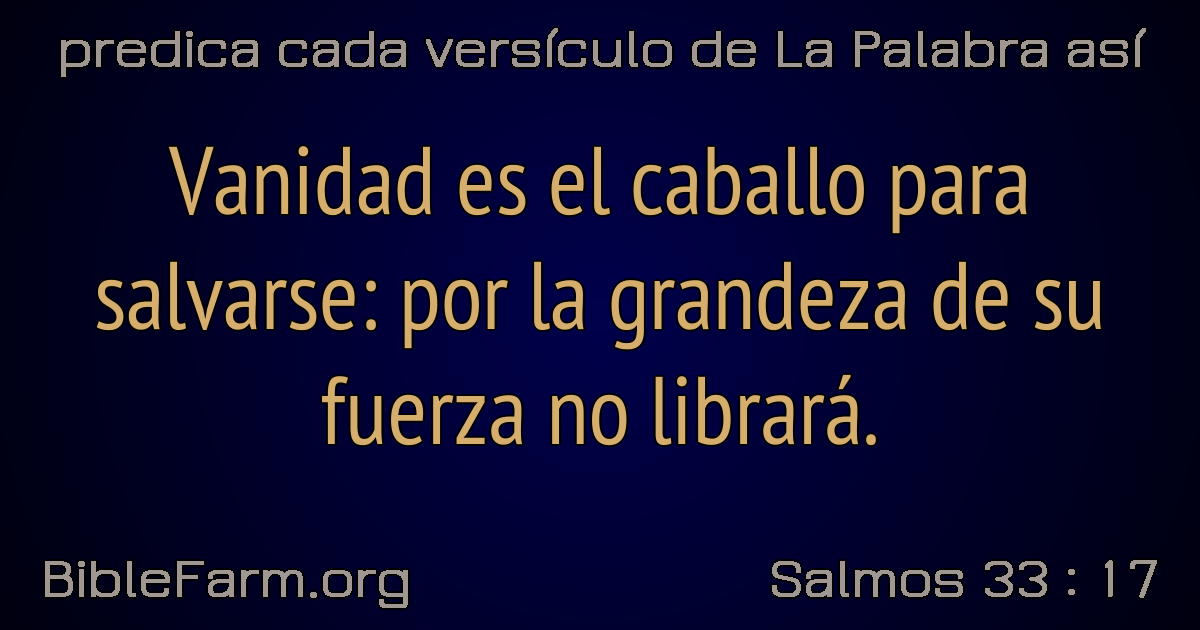 predica cada versículo de La Palabra así
Vanidad es el caballo para
salvarse: por la grandeza de su
fuerza no librará.
BibleFarm.org
Salmos 33 : 17